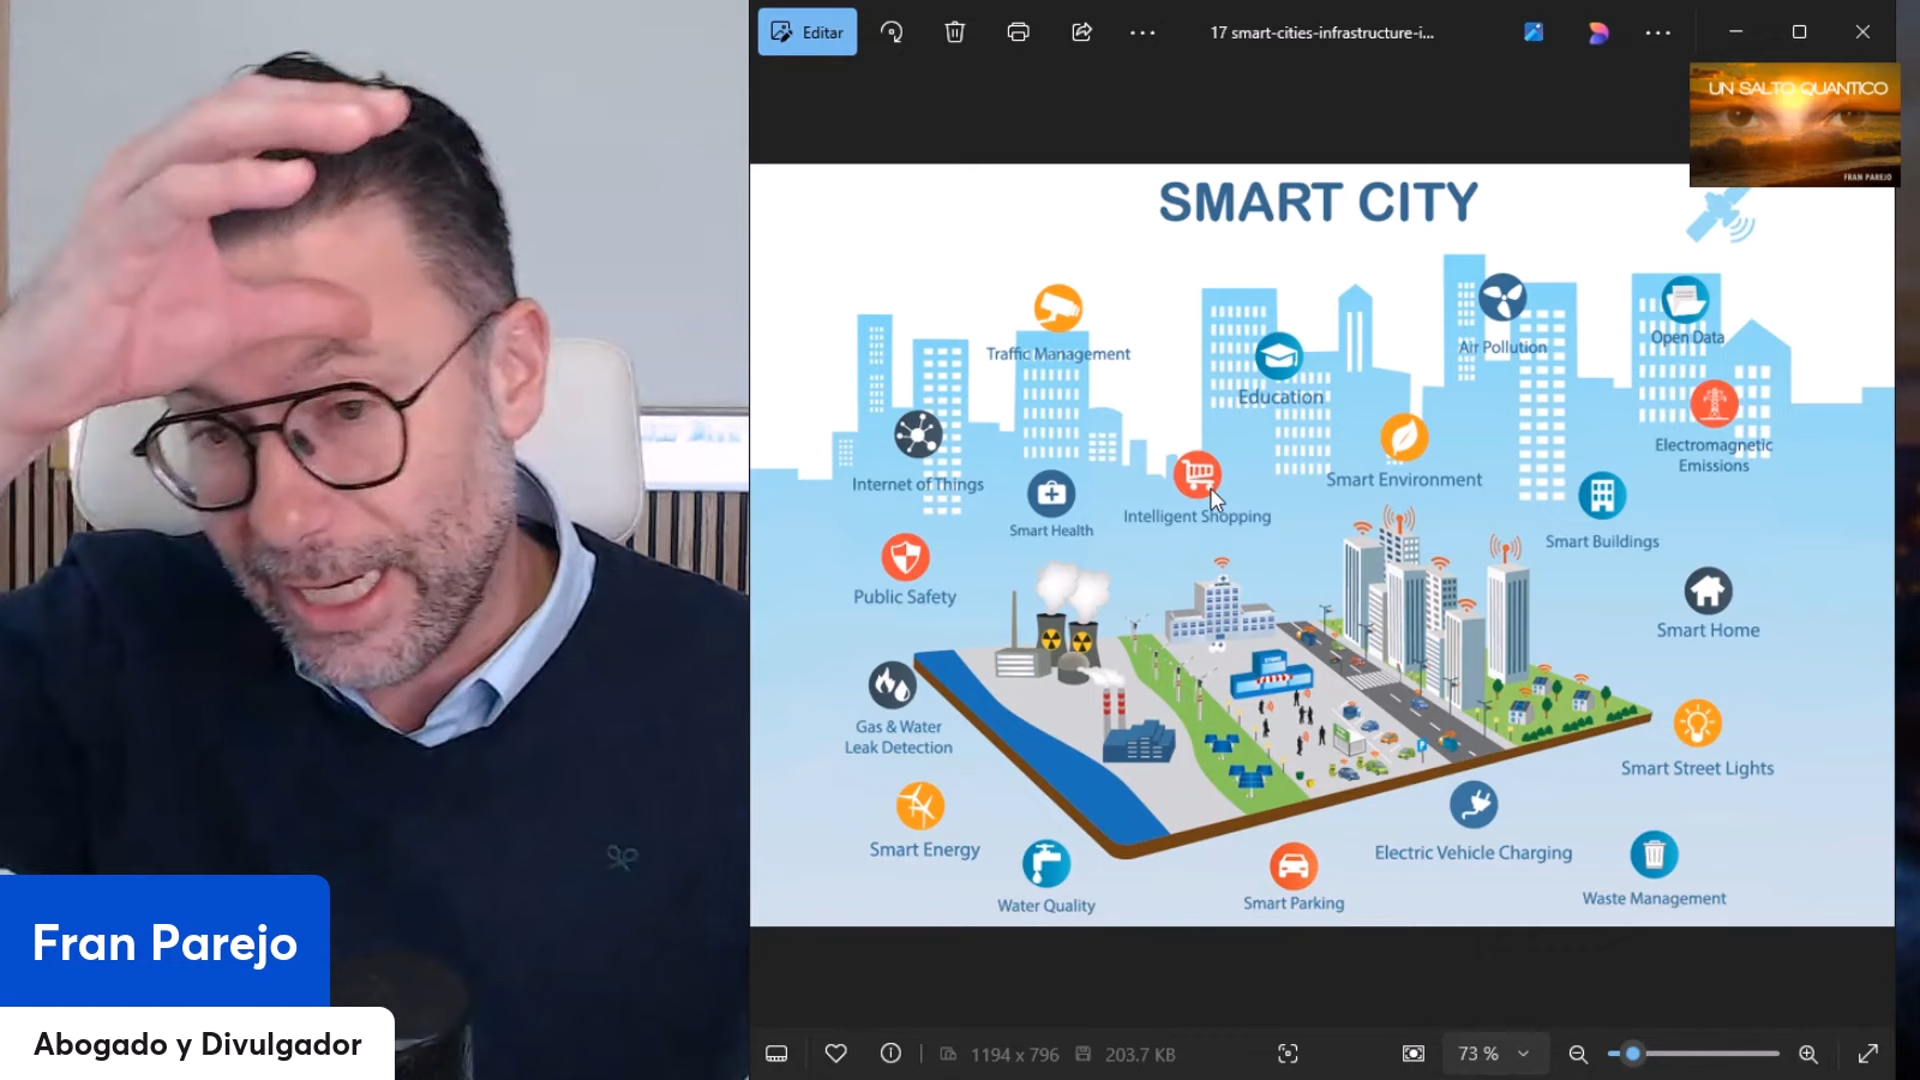 Editar
17 smart-cities-infrastructure-i...
UN SALTO QUANTICO
FRAN PAREJO
SMART CITY
Traffic Management
Education
Air Pollution
Open Data
Internet of Things
Smart Health
Intelligent Shopping
Smart Environment
Electromagnetic
Emissions
Smart Buildings
Public Safety
Smart Home
Gas & Water
Leak Detection
Smart Street Lights
Smart Energy
Water Quality
Smart Parking
Electric Vehicle Charging
Waste Management
Fran Parejo
Abogado y Divulgador
1194 x 796
203.7 KB
73 %